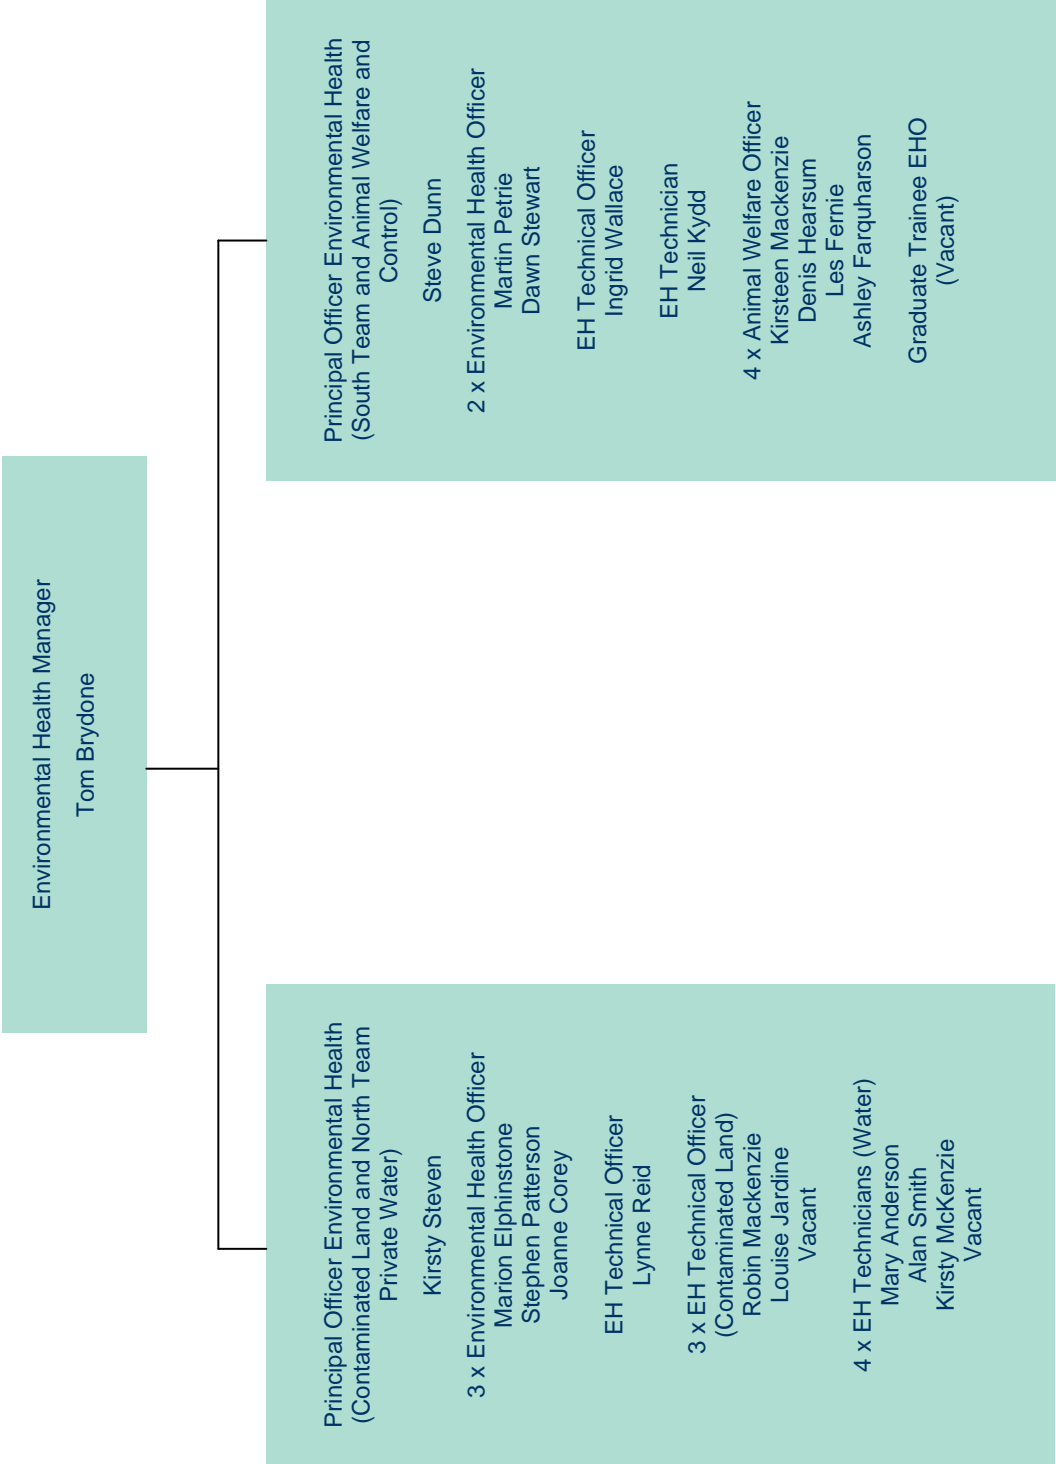 Environmental Health Manager
Tom Brydone
Principal Officer Environmental Health
(Contaminated Land and North Team
Private Water)
Kirsty Steven
3 x Environmental Health Officer
Marion Elphinstone
Stephen Patterson
Joanne Corey
EH Technical Officer
Lynne Reid
3 x EH Technical Officer
(Contaminated Land)
Robin Mackenzie
Louise Jardine
Vacant
4 x EH Technicians (Water)
Mary Anderson
Alan Smith
Kirsty McKenzie
Vacant
Principal Officer Environmental Health
(South Team and Animal Welfare and
Control)
Steve Dunn
2 x Environmental Health Officer
Martin Petrie
Dawn Stewart
EH Technical Officer
Ingrid Wallace
EH Technician
Neil Kydd
4 x Animal Welfare Officer
Kirsteen Mackenzie
Denis Hearsum
Les Fernie
Ashley Farquharson
Graduate Trainee EHO
(Vacant)